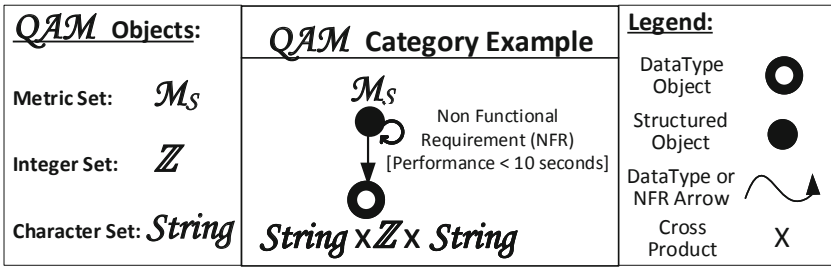 QAM Objects:
Metric Set: ℳS
Integer Set: ℤ
Character Set: String
QAM Category Example
ℳS
Non Functional
Requirement (NFR)
[Performance < 10 seconds]
String x ℤ x String
Legend:
DataType
Object
Structured
Object
DataType or
NFR Arrow
Cross
Product X